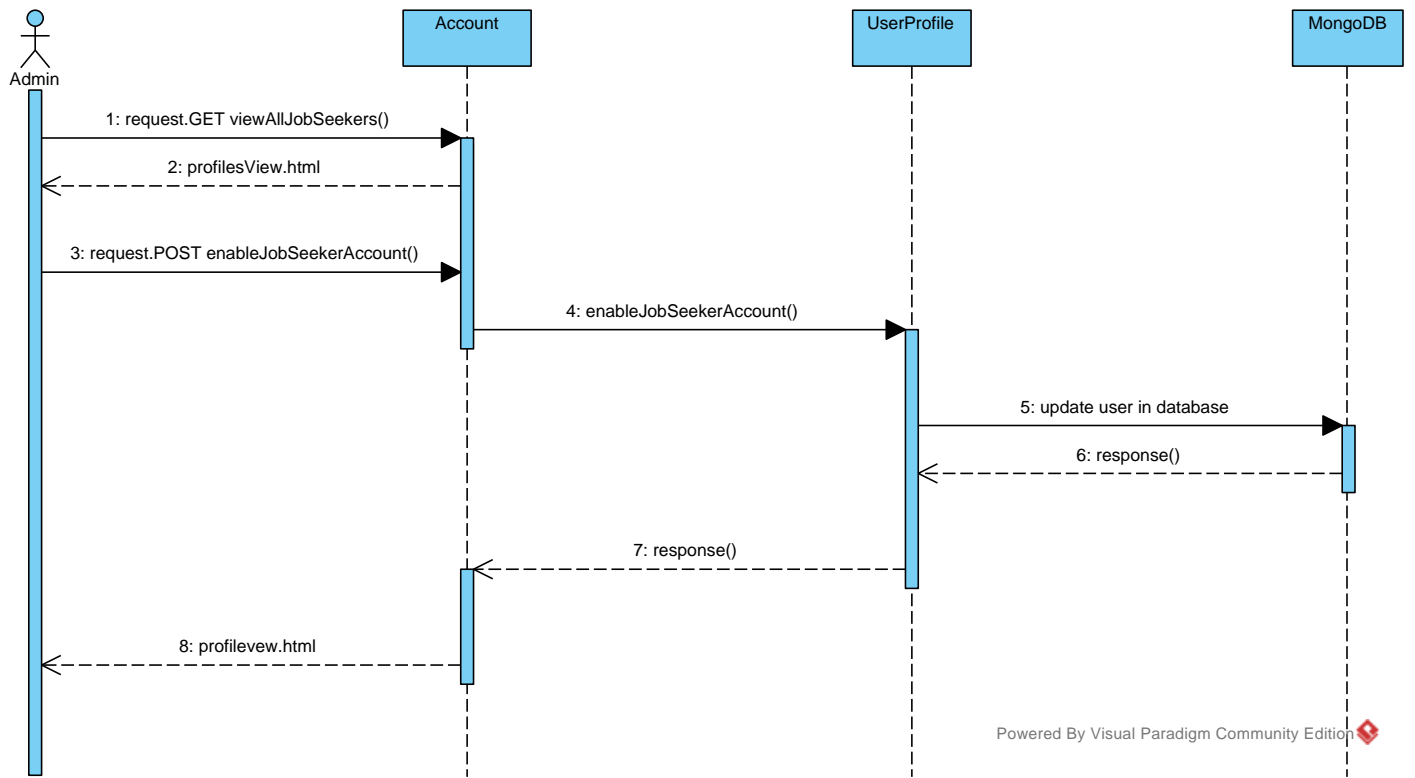 Account
UserProfile
MongoDB
Admin
1: request.GET viewAllJobSeekers()
2: profilesView.html
3: request.POST enableJobSeekerAccount()
4: enableJobSeekerAccount()
5: update user in database
6: response()
7: response()
8: profilevew.html
Powered By Visual Paradigm Community Edition